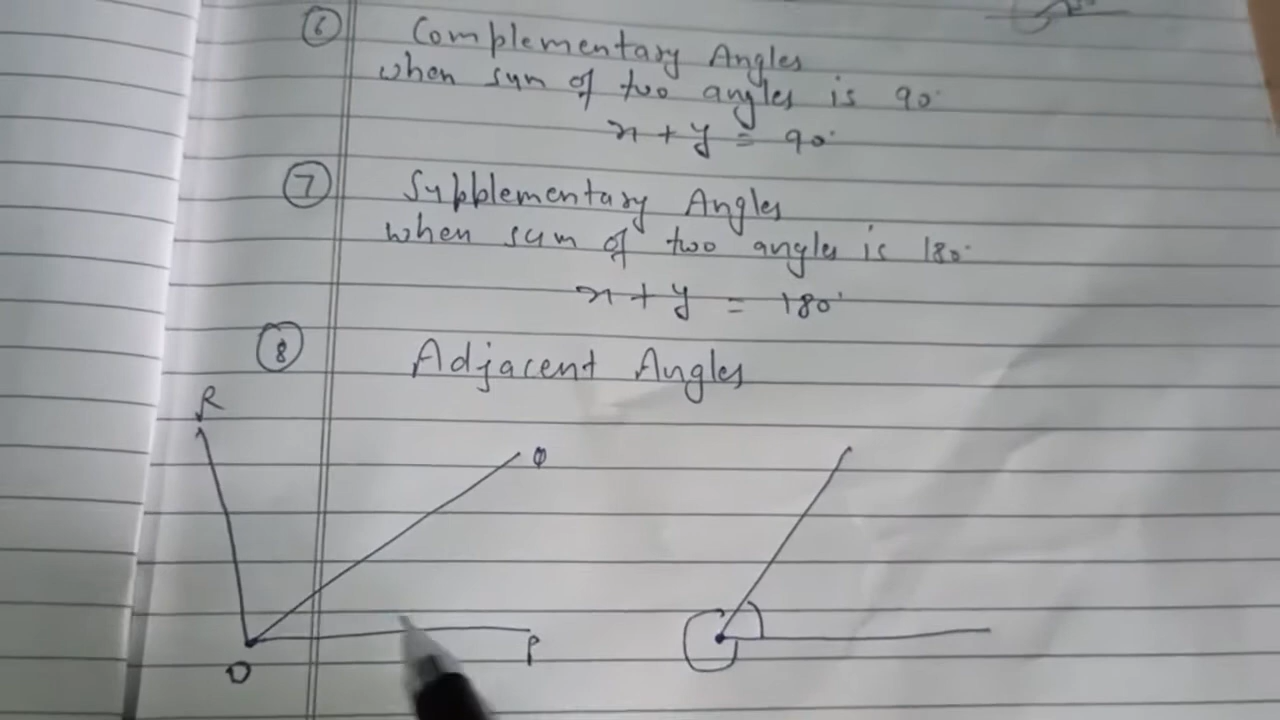 ⑥ Complementary Angles
when sum of two angles is 90°
x + y = 90°
⑦ Supplementary Angles
when sum of two angles is 180°
x + y = 180°
⑧ Adjacent Angles
R
Q
O
P